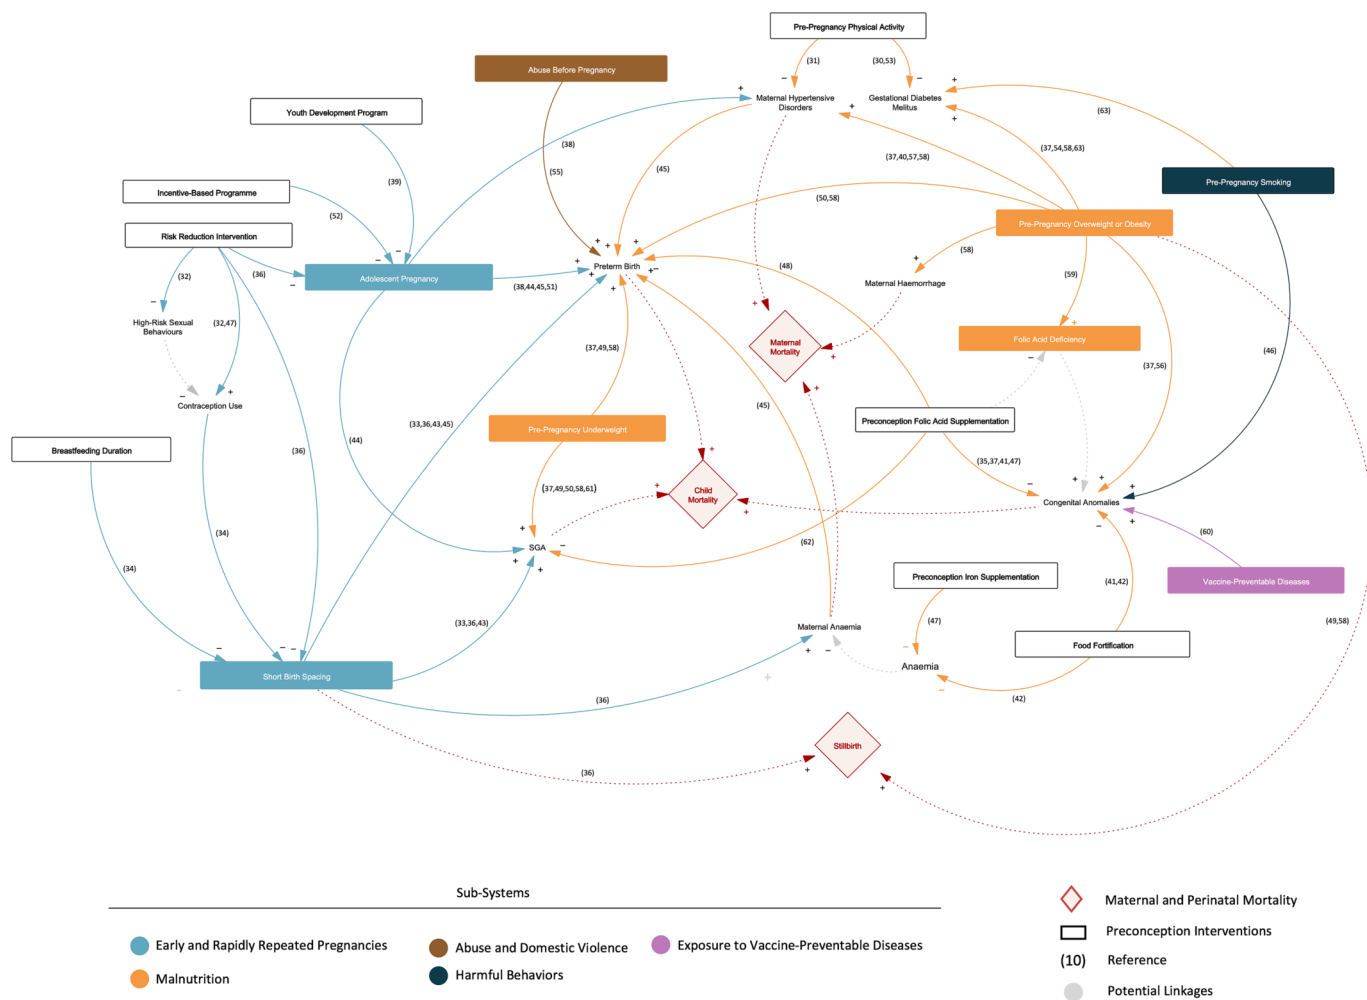 Pre-Pregnancy Physical Activity
(31)
(30,53)
−
−
+
Abuse Before Pregnancy
+
Maternal Hypertensive
Disorders
+
Gestational Diabetes
Melitus
+
(63)
Youth Development Program
(38)
(37,54,58,63)
(37,40,57,58)
(55)
(45)
(39)
Pre-Pregnancy Smoking
Incentive-Based Programme
(50,58)
(52)
Pre-Pregnancy Overweight or Obesity
Risk Reduction Intervention
−
+
+
+
(58)
(32)
(36)
−
+
+
Preterm Birth
+−
(48)
(59)
Adolescent Pregnancy
−
(38,44,45,51)
+
+
Maternal Haemorrhage
−
High-Risk Sexual
Behaviours
(32,47)
+
+
Folic Acid Deficiency
Maternal
Mortality
+
−
(37,49,58)
(46)
(37,56)
−
+
+
Contraception Use
(45)
Preconception Folic Acid Supplementation
(33,36,43,45)
Pre-Pregnancy Underweight
Breastfeeding Duration
(36)
(44)
+
(35,37,41,47)
+
+
+
−
+
Child
Mortality
(37,49,50,58,61)
Congenital Anomalies
+
+
−
+
(34)
(60)
(62)
SGA
−
+
+
Preconception Iron Supplementation
(34)
(41,42)
Vaccine-Preventable Diseases
(33,36,43)
(47)
(49,58)
Maternal Anaemia
Food Fortification
−
− −
+
−
−
Anaemia
Short Birth Spacing
+
−
−
(36)
(42)
Stillbirth
(36)
+
+
Sub-Systems
Early and Rapidly Repeated Pregnancies
Abuse and Domestic Violence
Exposure to Vaccine-Preventable Diseases
Malnutrition
Harmful Behaviors
Maternal and Perinatal Mortality
Preconception Interventions
(10)
Reference
Potential Linkages